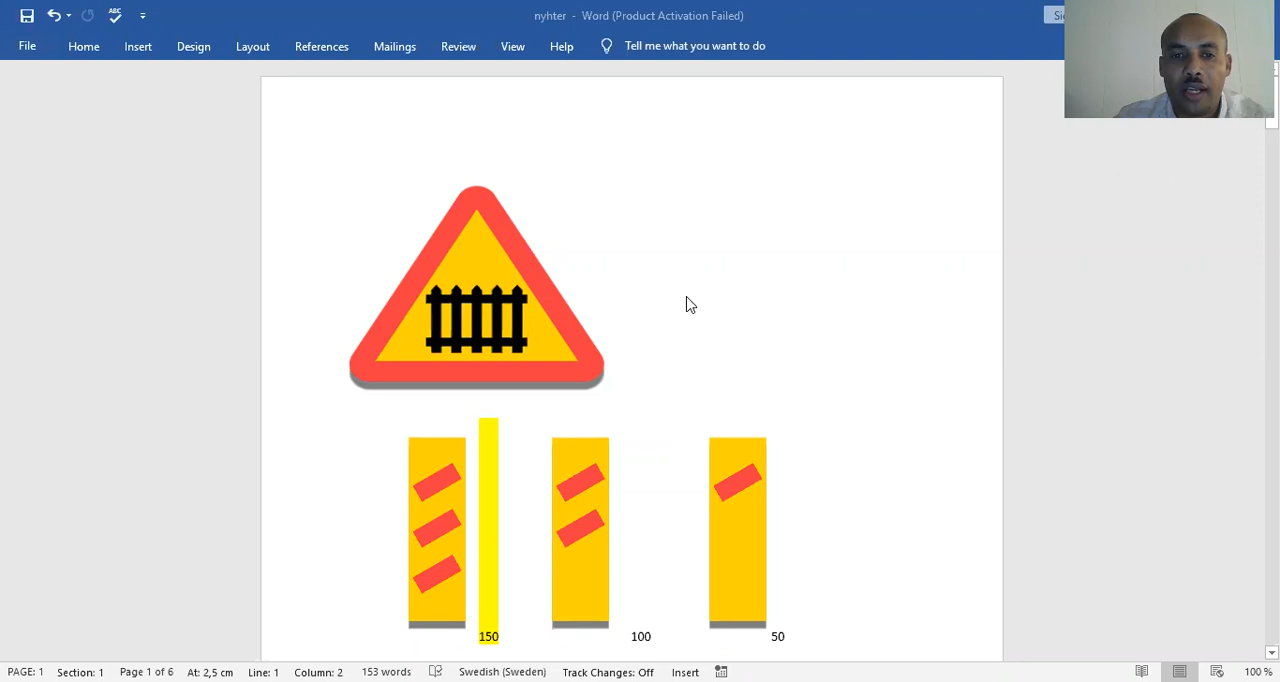 ABC
nyhter - Word (Product Activation Failed)
File Home Insert Design Layout References Mailings Review View Help Tell me what you want to do
150 100 50
PAGE: 1 Section: 1 Page 1 of 6 At: 2,5 cm Line: 1 Column: 2 153 words Swedish (Sweden) Track Changes: Off Insert 100 %